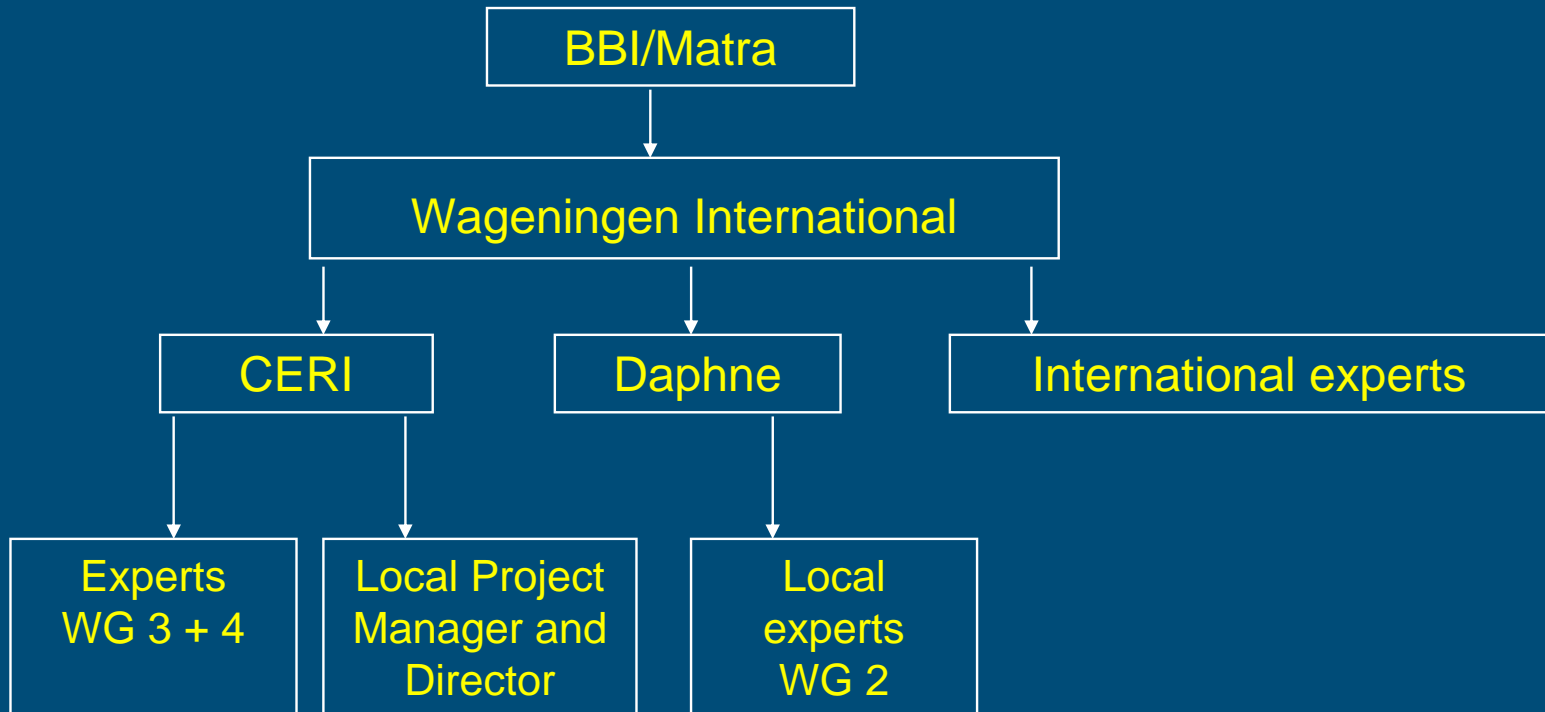 BBI/Matra
Wageningen International
CERI
Daphne
International experts
Experts
WG 3 + 4
Local Project
Manager and
Director
Local
experts
WG 2